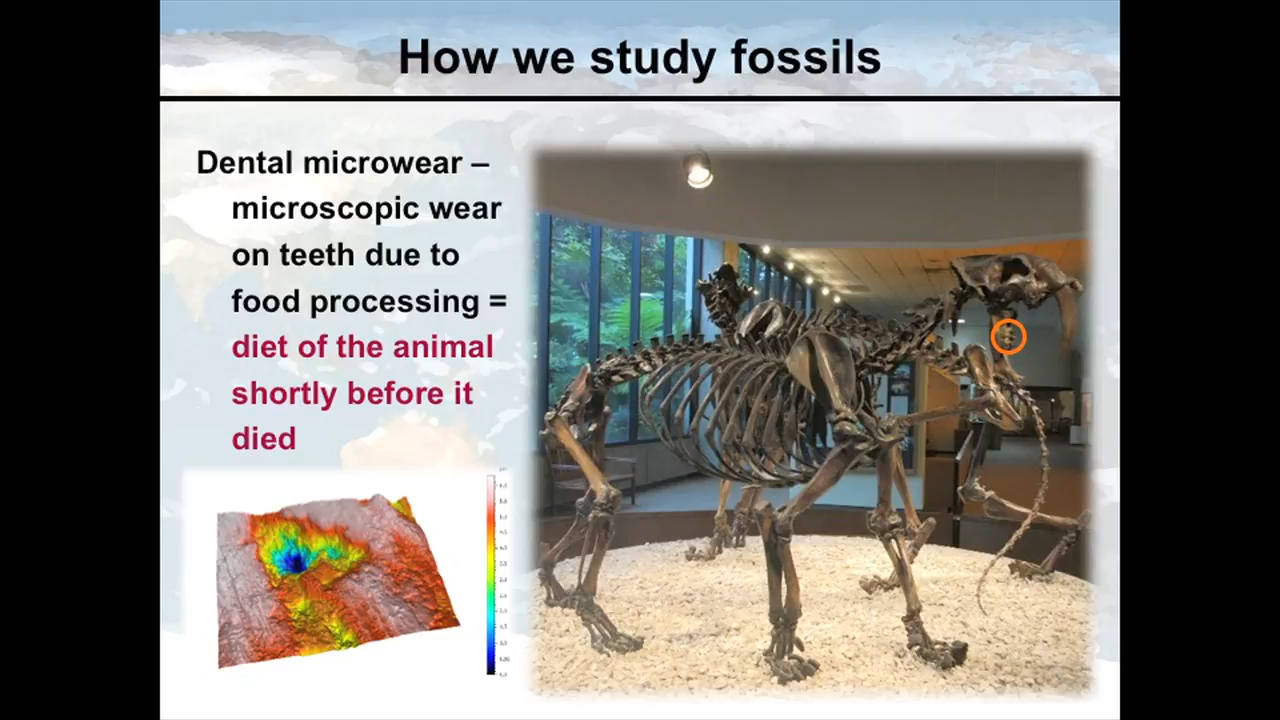 How we study fossils
Dental microwear –
microscopic wear
on teeth due to
food processing =
diet of the animal
shortly before it
died